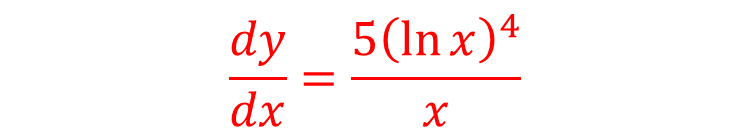 dy/dx = 5(ln x)⁴/x